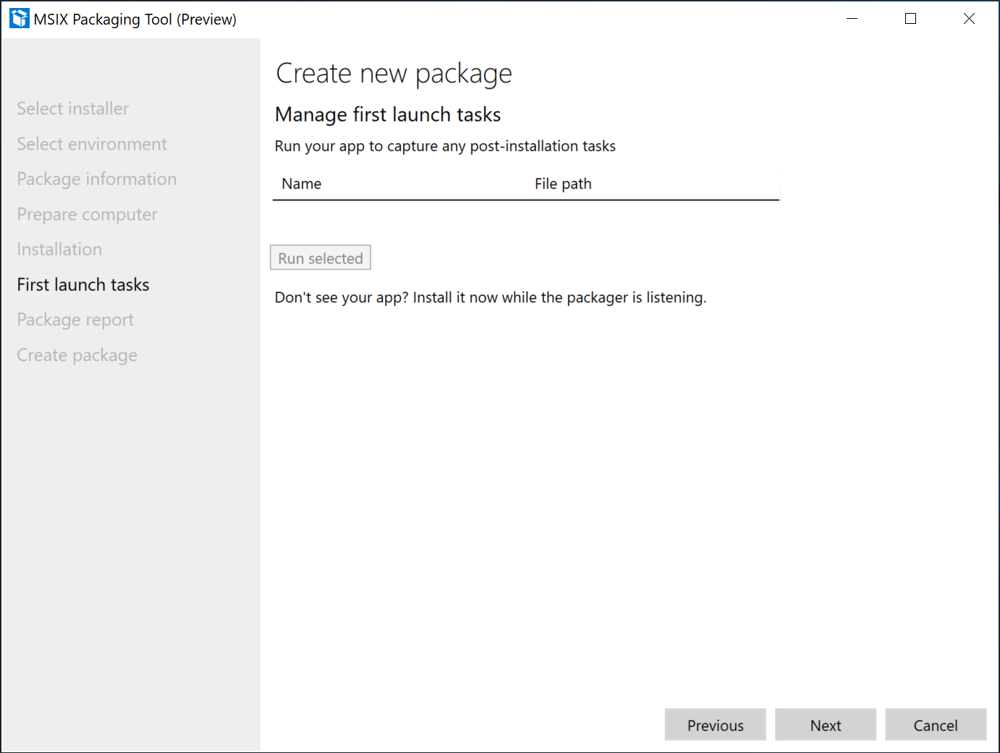 MSIX Packaging Tool (Preview)
Select installer
Select environment
Package information
Prepare computer
Installation
First launch tasks
Package report
Create package
Create new package
Manage first launch tasks
Run your app to capture any post-installation tasks
Name File path
Run selected
Don't see your app? Install it now while the packager is listening.
Previous Next Cancel